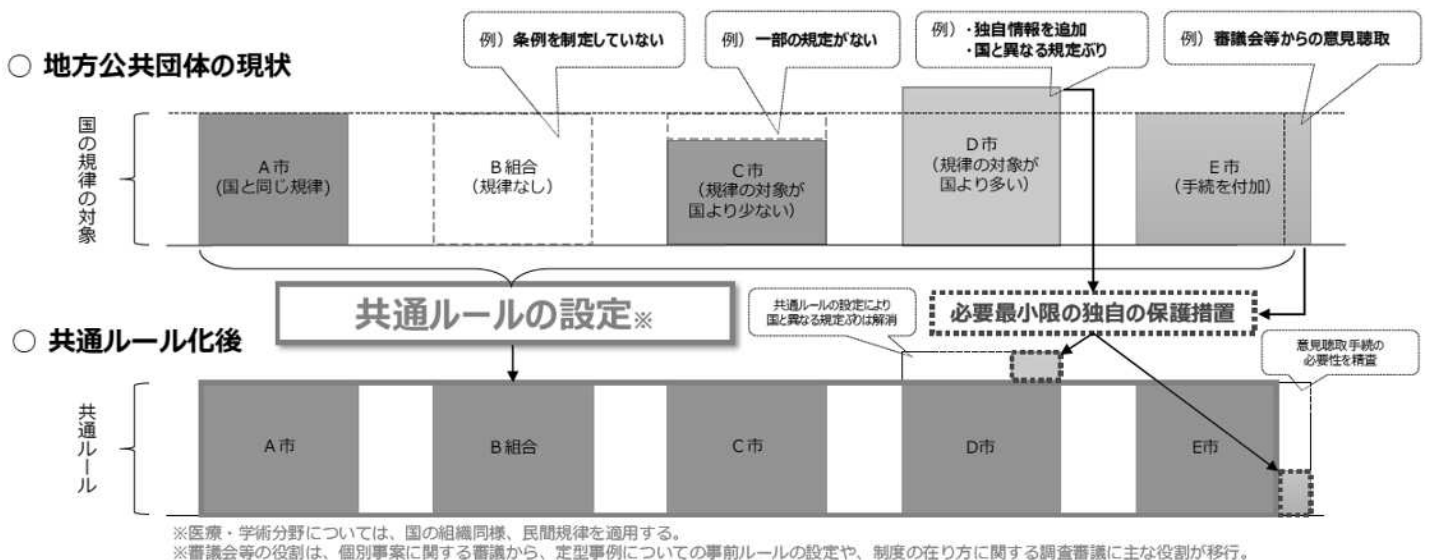 例）条例を制定していない
例）一部の規定がない
例）・独自情報を追加
・国と異なる規定ぶり
例）審議会等からの意見聴取
○ 地方公共団体の現状
国の規律の対象
A市
(国と同じ規律)
B組合
（規律なし）
C市
（規律の対象が
国より少ない）
D市
（規律の対象が
国より多い）
E市
（手続を付加）
共通ルールの設定※
共通ルールの設定により
国と異なる規定ぶりは解消
必要最小限の独自の保護措置
意見聴取手続の
必要性を精査
○ 共通ルール化後
共通ルール
A市
B組合
C市
D市
E市
※医療・学術分野については、国の組織同様、民間規律を適用する。
※審議会等の役割は、個別事案に関する審議から、定型事例についての事前ルールの設定や、制度の在り方に関する調査審議に主な役割が移行。